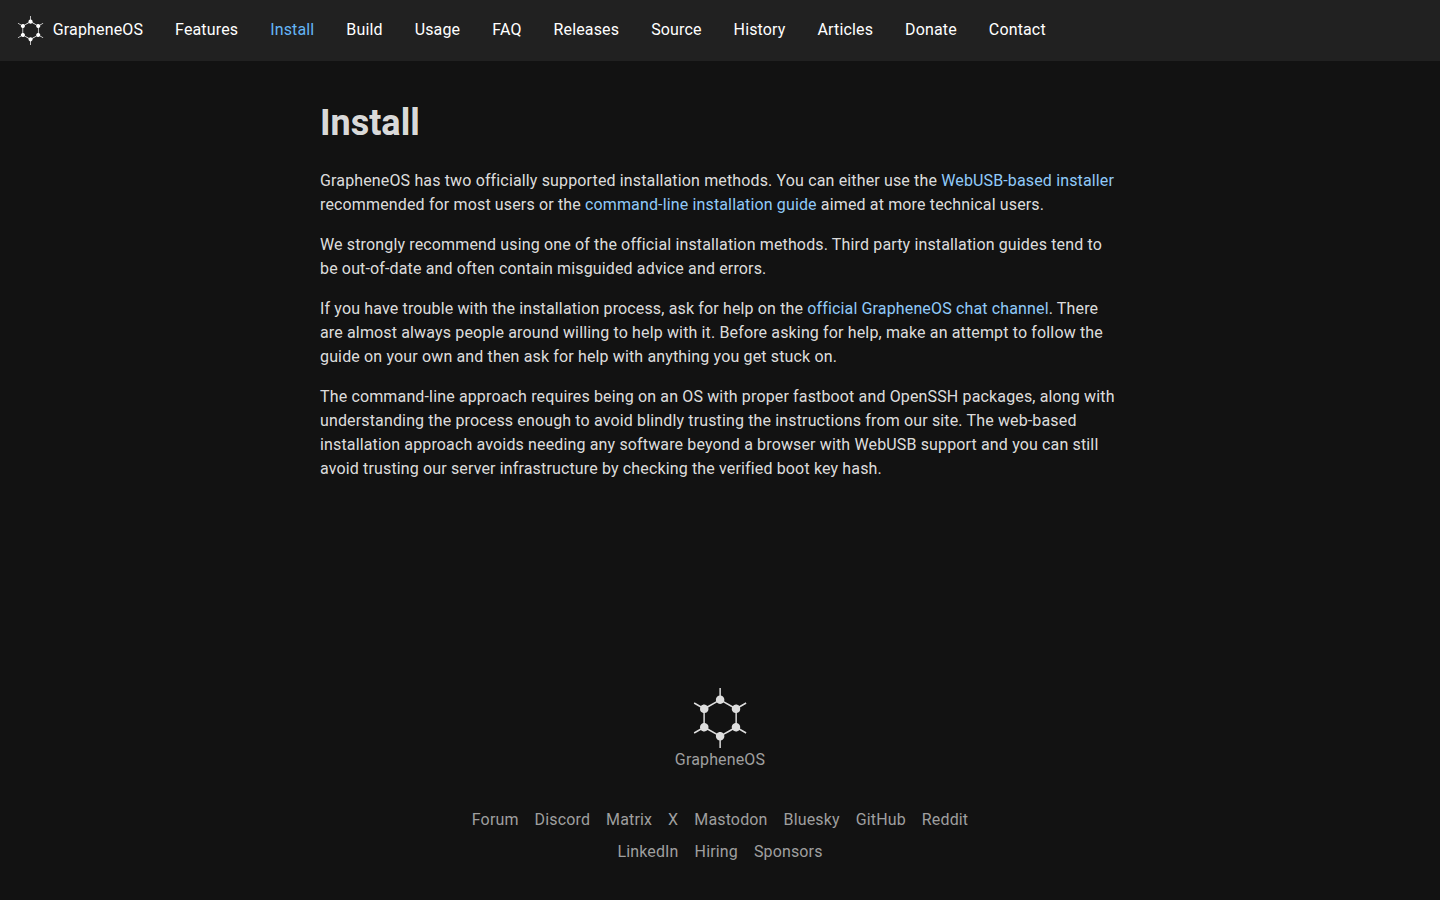 GrapheneOS Features Install Build Usage FAQ Releases Source History Articles Donate Contact
Install
GrapheneOS has two officially supported installation methods. You can either use the WebUSB-based installer
recommended for most users or the command-line installation guide aimed at more technical users.
We strongly recommend using one of the official installation methods. Third party installation guides tend to
be out-of-date and often contain misguided advice and errors.
If you have trouble with the installation process, ask for help on the official GrapheneOS chat channel. There
are almost always people around willing to help with it. Before asking for help, make an attempt to follow the
guide on your own and then ask for help with anything you get stuck on.
The command-line approach requires being on an OS with proper fastboot and OpenSSH packages, along with
understanding the process enough to avoid blindly trusting the instructions from our site. The web-based
installation approach avoids needing any software beyond a browser with WebUSB support and you can still
avoid trusting our server infrastructure by checking the verified boot key hash.
GrapheneOS
Forum Discord Matrix X Mastodon Bluesky GitHub Reddit
LinkedIn Hiring Sponsors